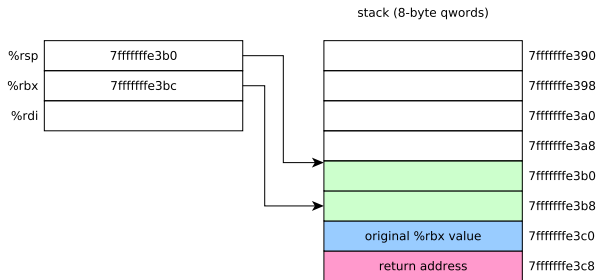 stack (8-byte qwords)
%rsp 7fffffffe3b0 7fffffffe390
%rbx 7fffffffe3bc 7fffffffe398
%rdi 7fffffffe3a0
7fffffffe3a8
7fffffffe3b0
7fffffffe3b8
original %rbx value 7fffffffe3c0
return address 7fffffffe3c8